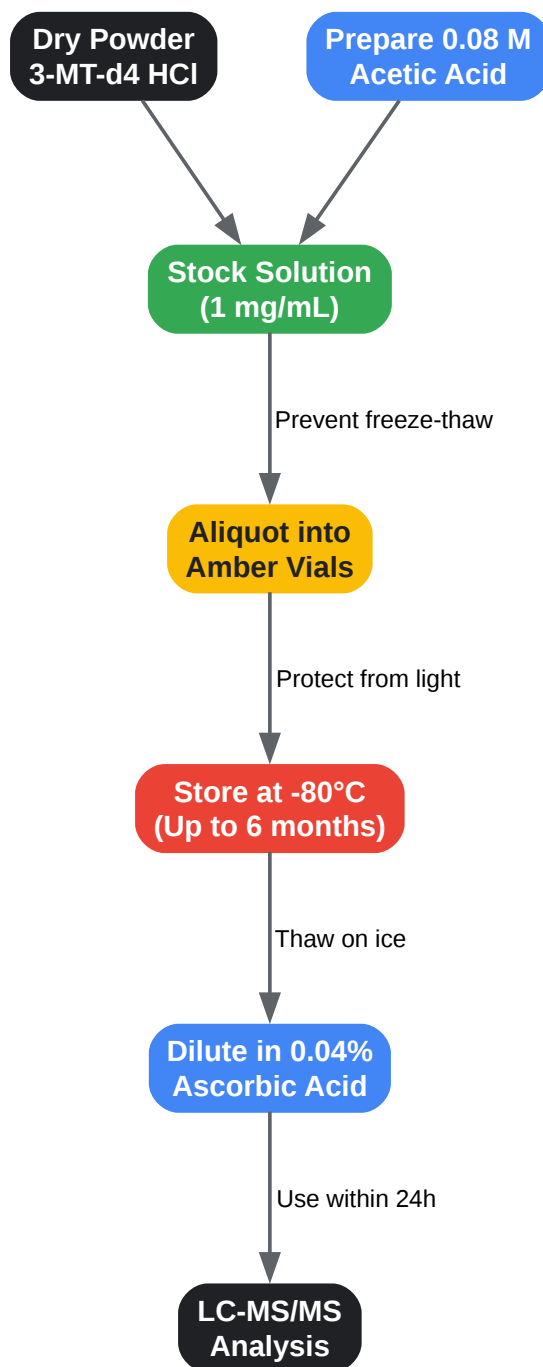 Dry Powder
3-MT-d4 HCl
Prepare 0.08 M
Acetic Acid
Stock Solution
(1 mg/mL)
Prevent freeze-thaw
Aliquot into
Amber Vials
Protect from light
Store at -80°C
(Up to 6 months)
Thaw on ice
Dilute in 0.04%
Ascorbic Acid
Use within 24h
LC-MS/MS
Analysis